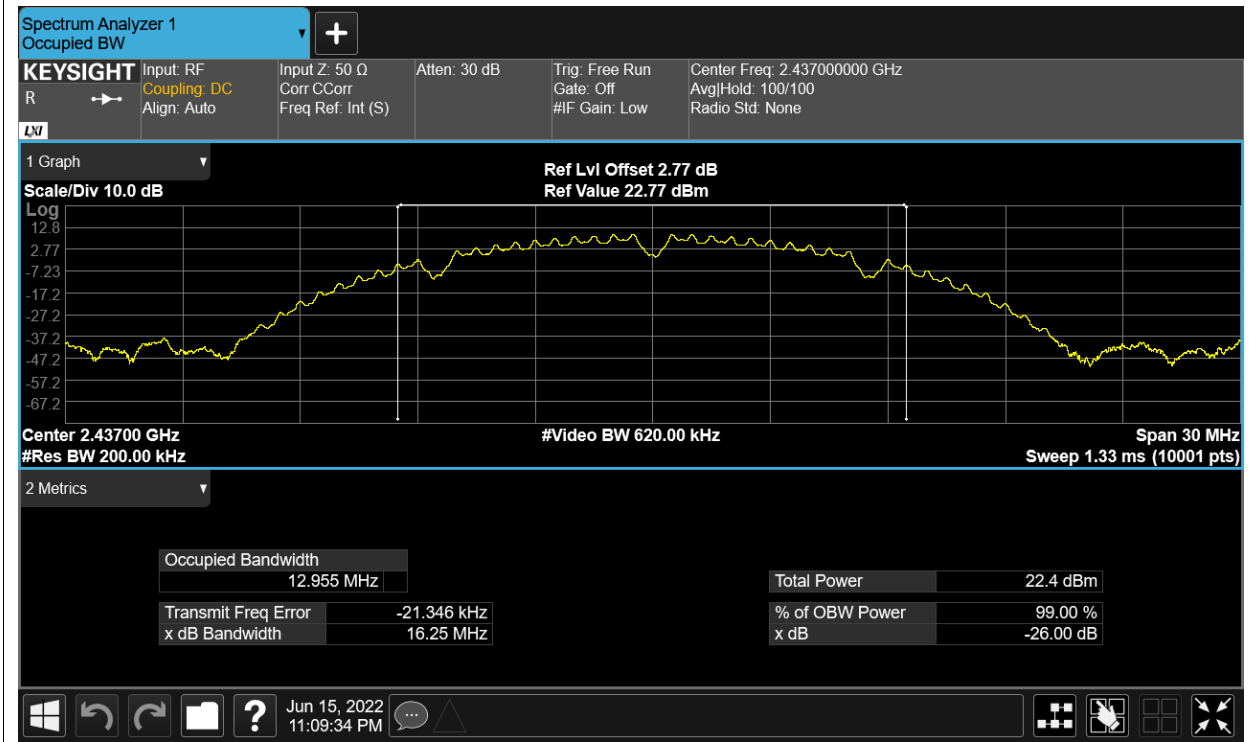 Spectrum Analyzer 1
Occupied BW
KEYSIGHT
R
LXI
Input: RF
Coupling: DC
Align: Auto
Input Z: 50 Ω
Corr CCorr
Freq Ref: Int (S)
Atten: 30 dB
Trig: Free Run
Gate: Off
#IF Gain: Low
Center Freq: 2.437000000 GHz
Avg|Hold: 100/100
Radio Std: None
1 Graph
Scale/Div 10.0 dB
Ref Lvl Offset 2.77 dB
Ref Value 22.77 dBm
Log
12.8
2.77
-7.23
-17.2
-27.2
-37.2
-47.2
-57.2
-67.2
Center 2.43700 GHz
#Video BW 620.00 kHz
Span 30 MHz
#Res BW 200.00 kHz
Sweep 1.33 ms (10001 pts)
2 Metrics
Occupied Bandwidth
12.955 MHz
Total Power 22.4 dBm
Transmit Freq Error -21.346 kHz
% of OBW Power 99.00 %
x dB Bandwidth 16.25 MHz
x dB -26.00 dB
?
Jun 15, 2022
11:09:34 PM